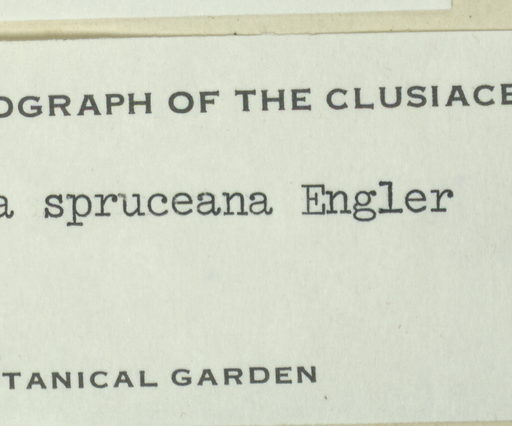 OGRAPH OF THE CLUSIACE
a spruceana Engler
TANICAL GARDEN